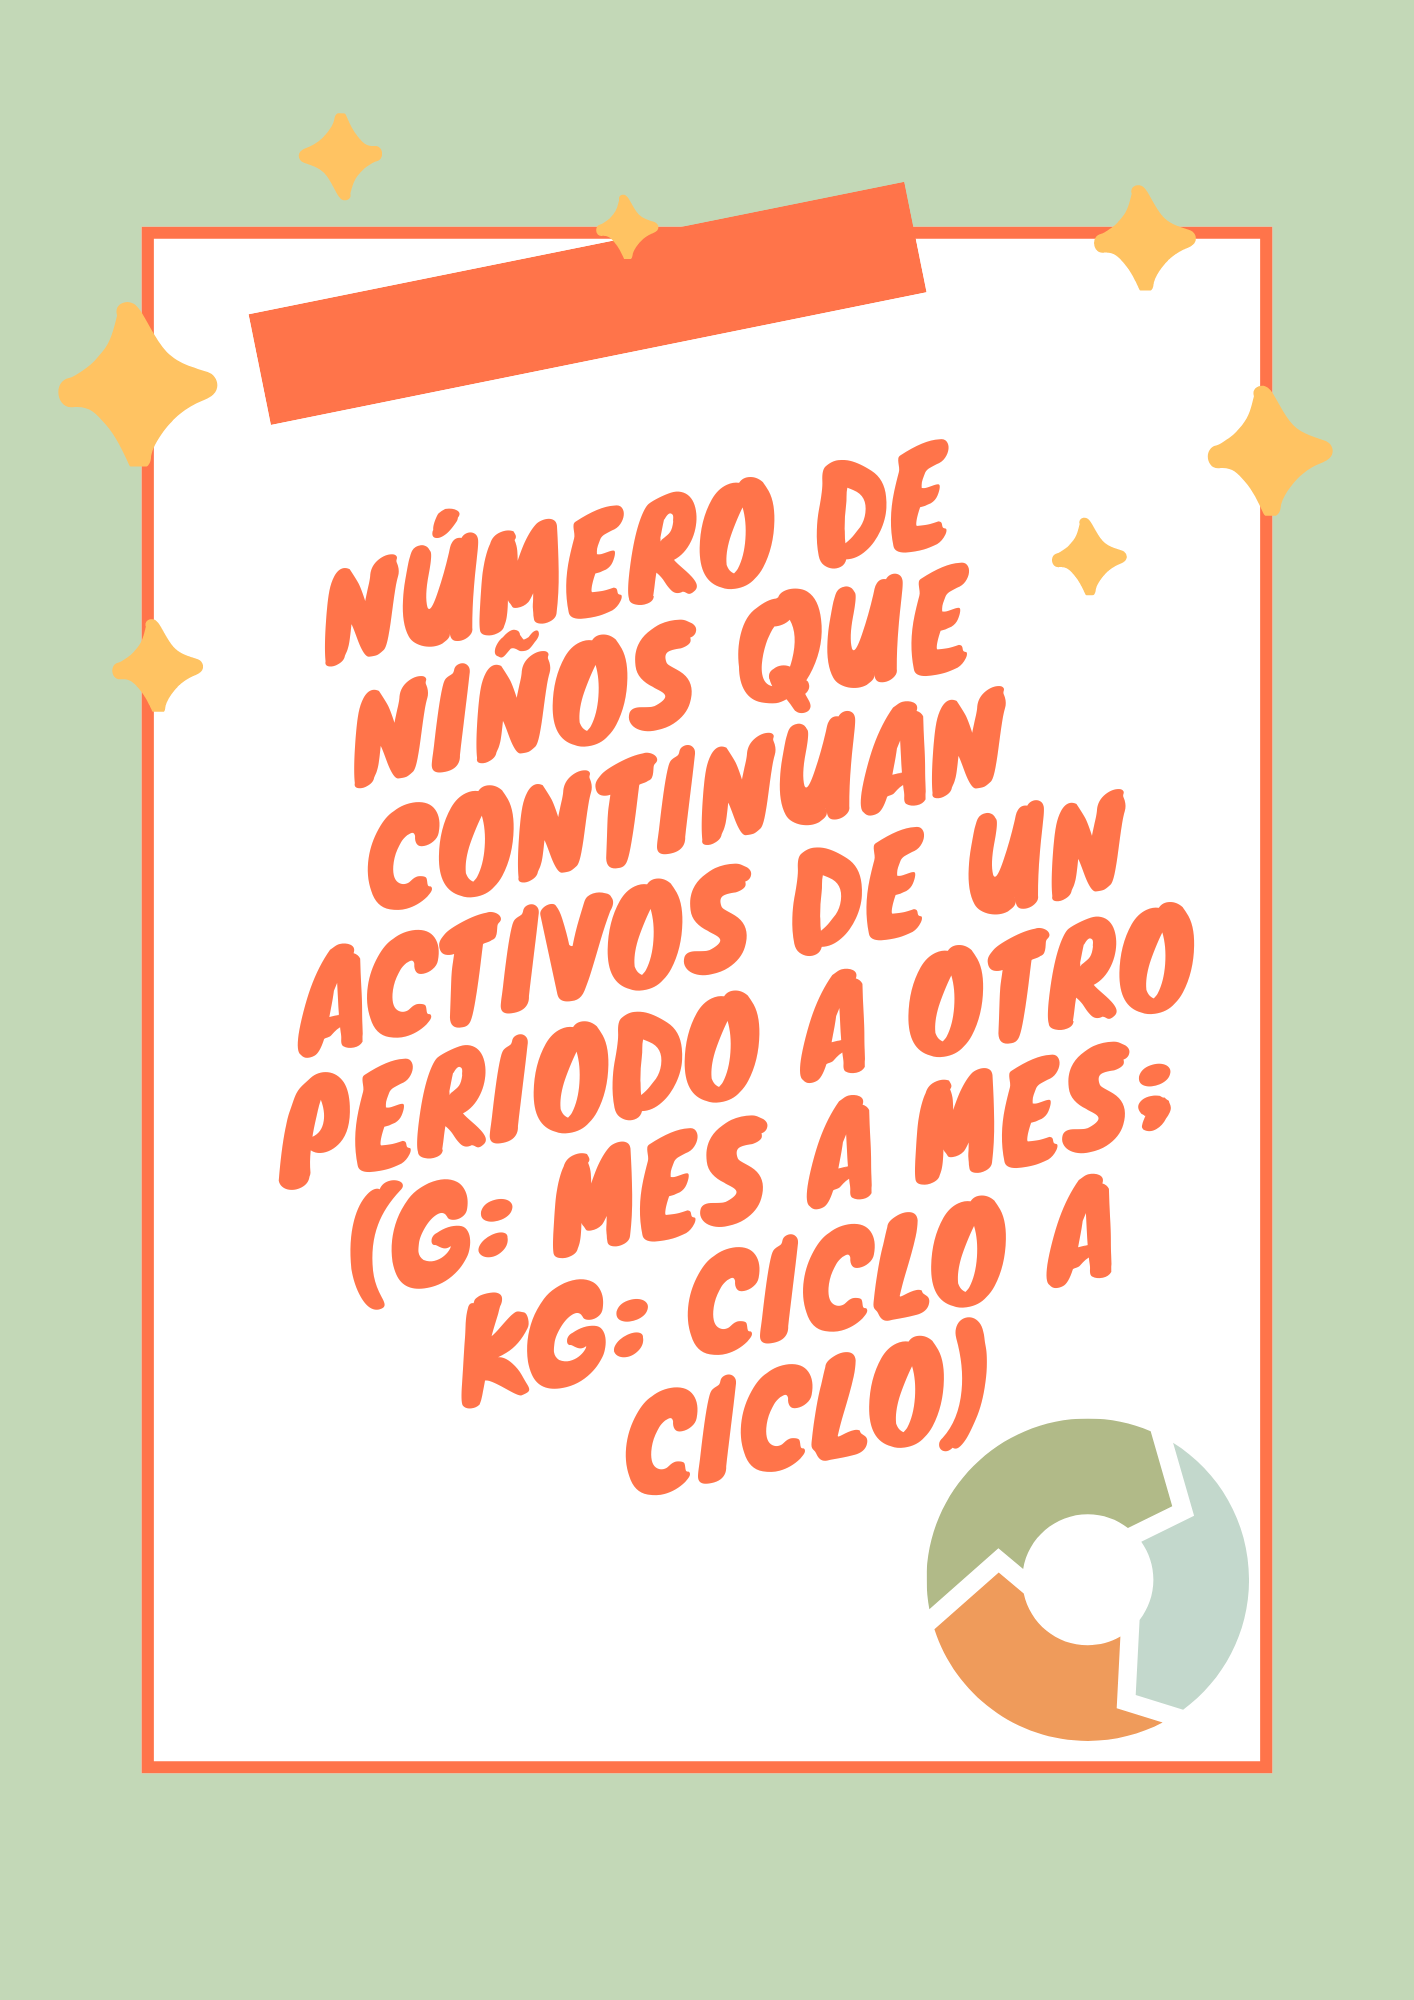 NÚMERO DE
NIÑOS QUE
CONTINUAN
ACTIVOS DE UN
PERIODO A OTRO
(G: MES A MES;
KG: CICLO A
CICLO)